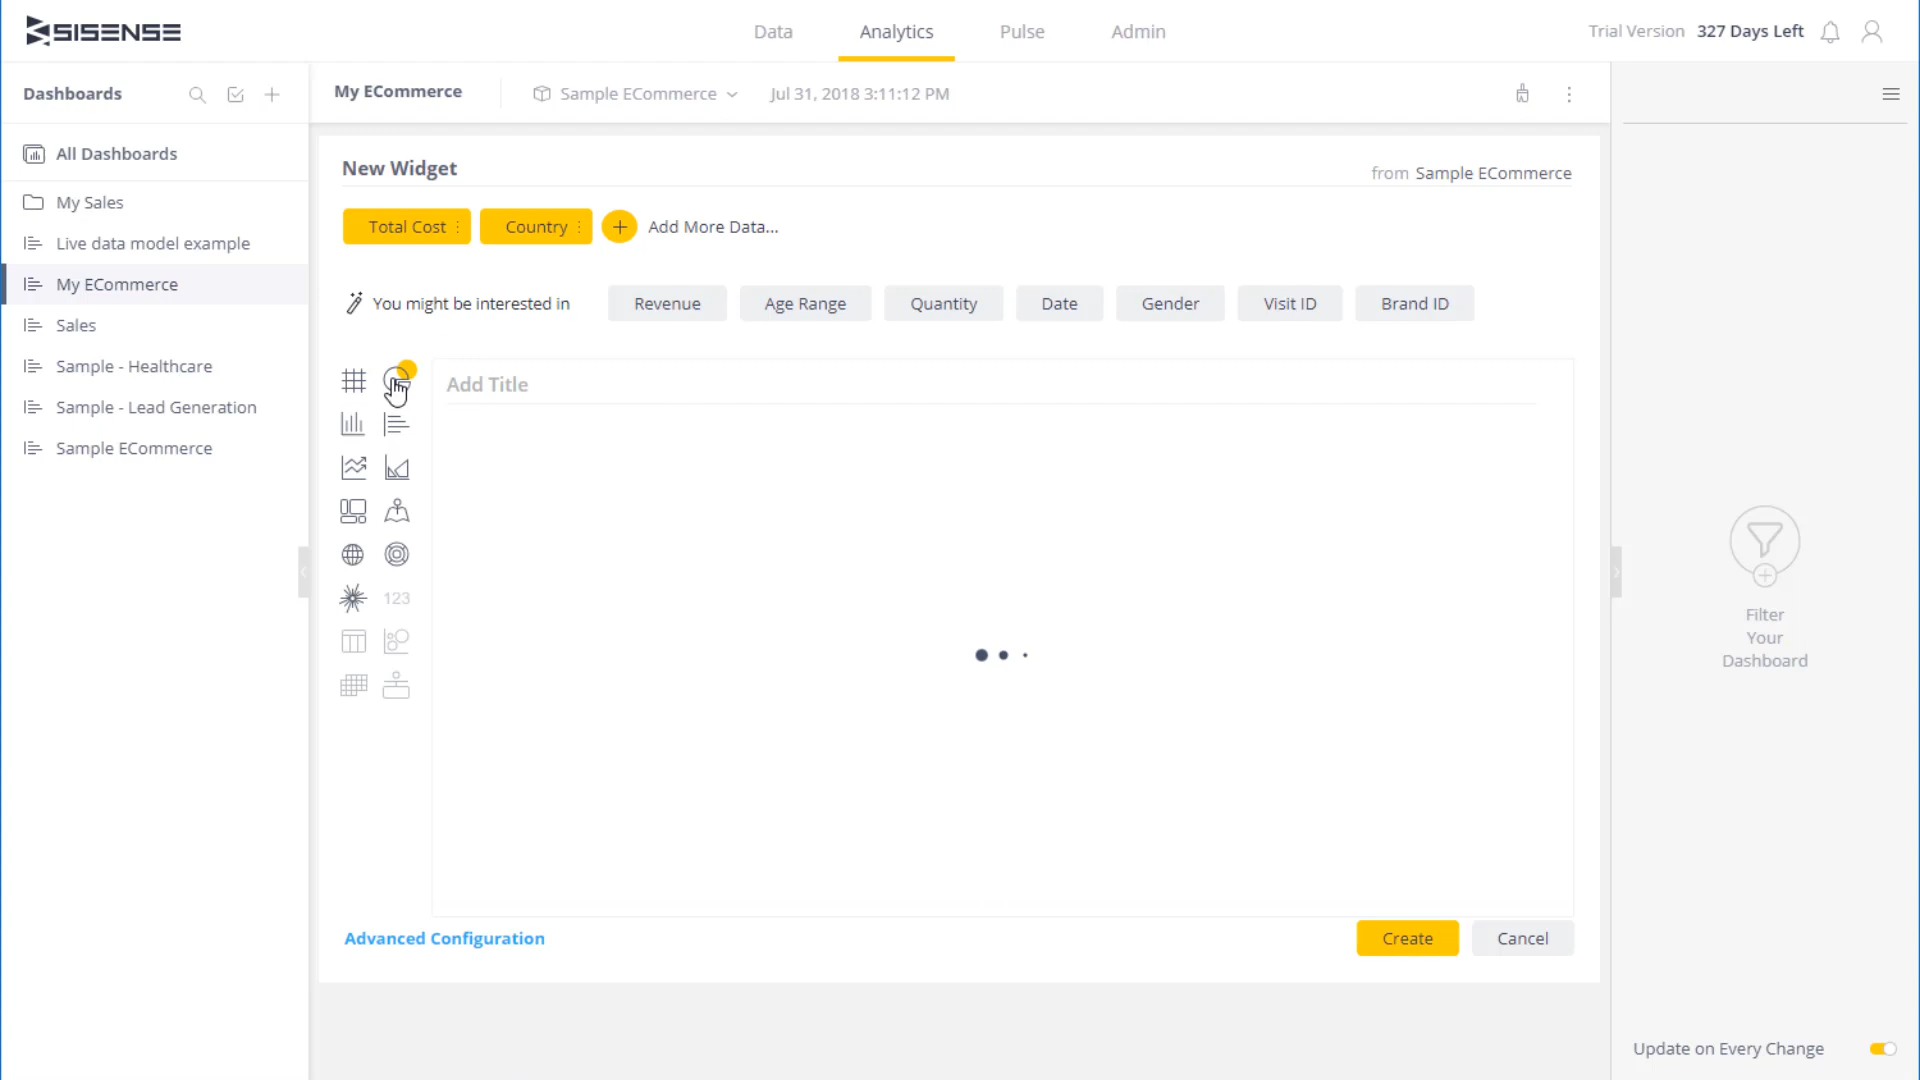 SISENSE
Data
Analytics
Pulse
Admin
Trial Version 327 Days Left
Dashboards
My ECommerce
Sample ECommerce
Jul 31, 2018 3:11:12 PM
All Dashboards
My Sales
Live data model example
My ECommerce
Sales
Sample - Healthcare
Sample - Lead Generation
Sample ECommerce
New Widget
from Sample ECommerce
Total Cost
Country
Add More Data...
You might be interested in
Revenue
Age Range
Quantity
Date
Gender
Visit ID
Brand ID
Add Title
123
Advanced Configuration
Create
Cancel
Filter
Your
Dashboard
Update on Every Change